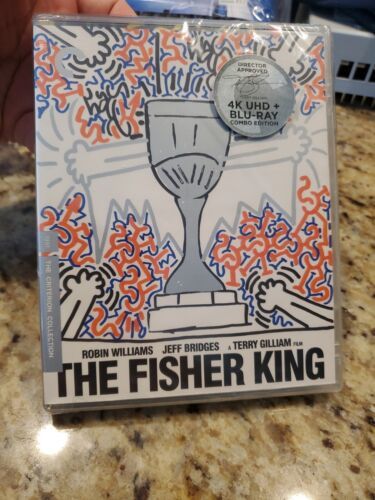 DIRECTOR
APPROVED
4K UHD +
BLU-RAY
COMBO EDITION
THE CRITERION COLLECTION
ROBIN WILLIAMS JEFF BRIDGES A TERRY GILLIAM FILM
THE FISHER KING